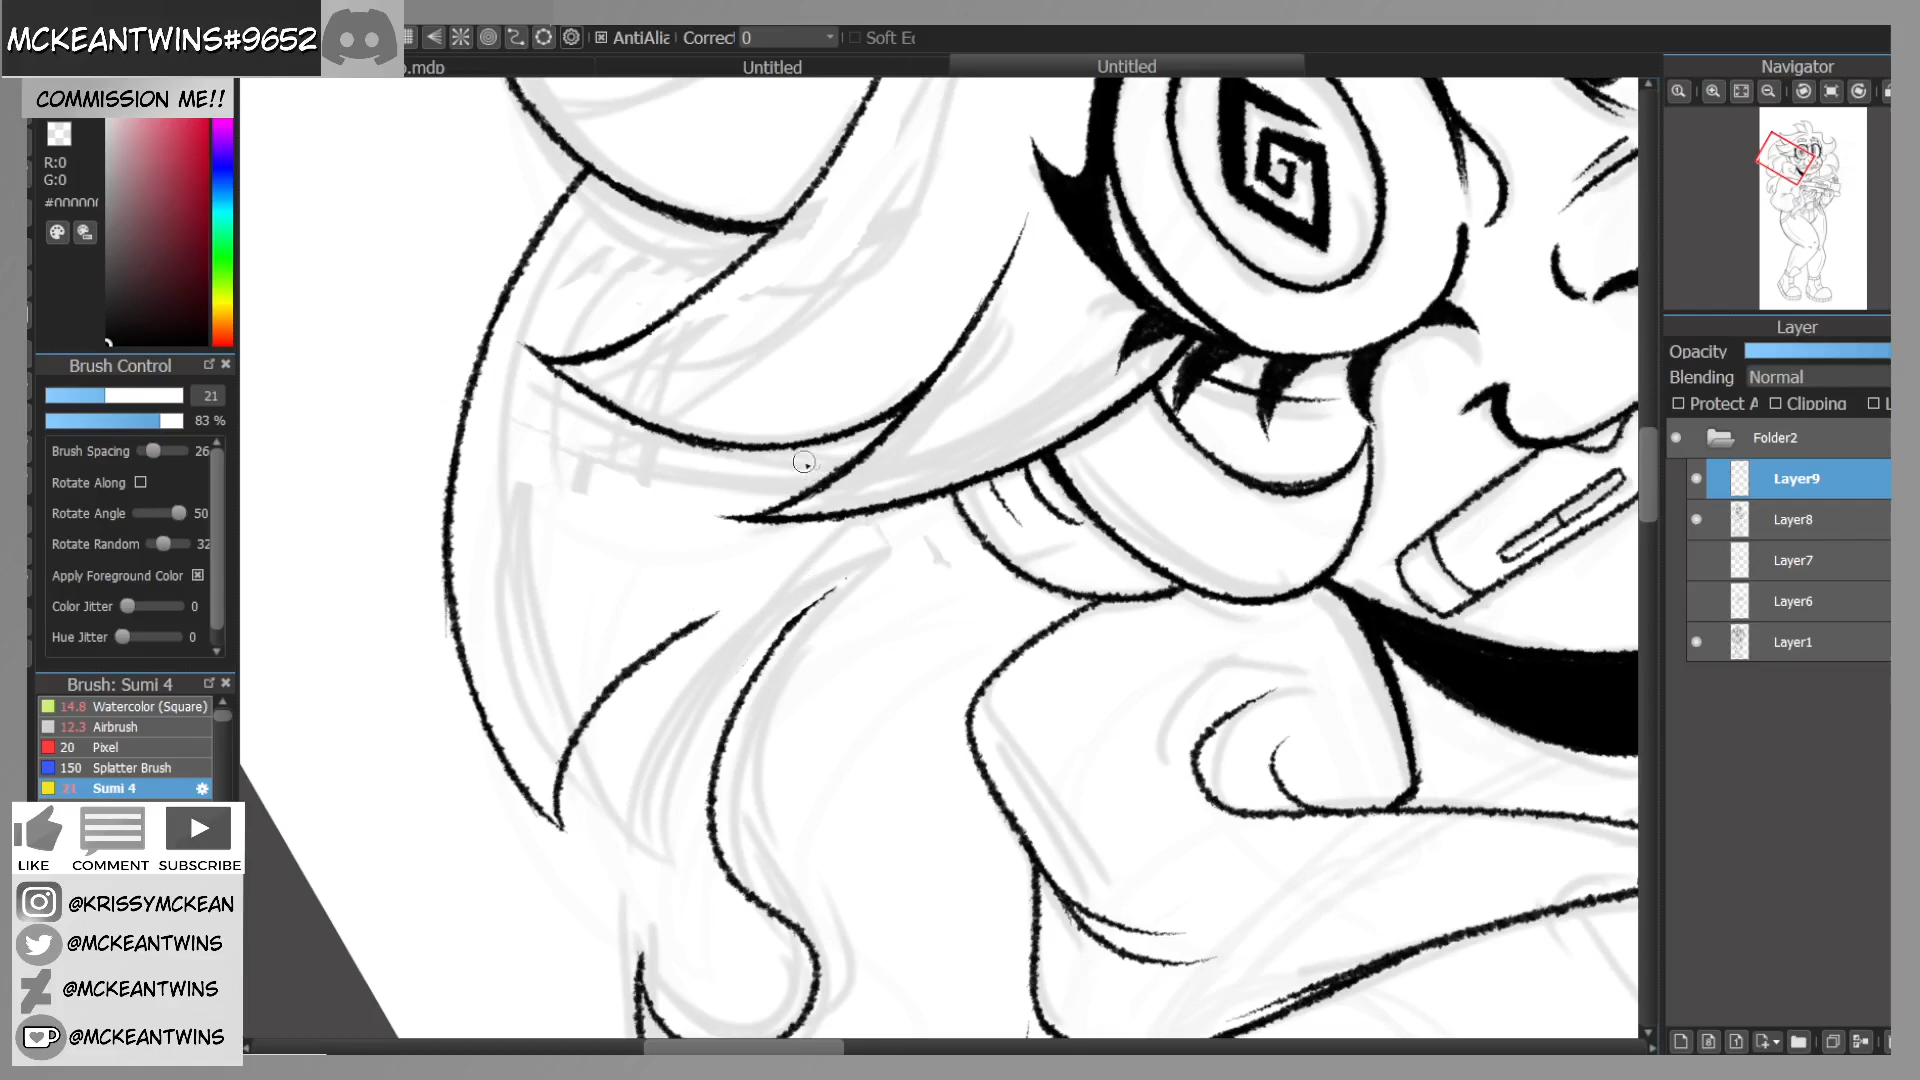 MCKEANTWINS#9652
COMMISSION ME!!
AntiAlia Correct 0 Soft E
.mdp Untitled Untitled
R:0
G:0
#000000
Brush Control
21
83 %
Brush Spacing 26
Rotate Along
Rotate Angle 50
Rotate Random 32
Apply Foreground Color
Color Jitter 0
Hue Jitter 0
Brush: Sumi 4
14.8 Watercolor (Square)
12.3 Airbrush
20 Pixel
150 Splatter Brush
21 Sumi 4
LIKE COMMENT SUBSCRIBE
@KRISSYMCKEAN
@MCKEANTWINS
@MCKEANTWINS
@MCKEANTWINS
Navigator
Layer
Opacity
Blending Normal
Protect A Clipping L
Folder2
Layer9
Layer8
Layer7
Layer6
Layer1